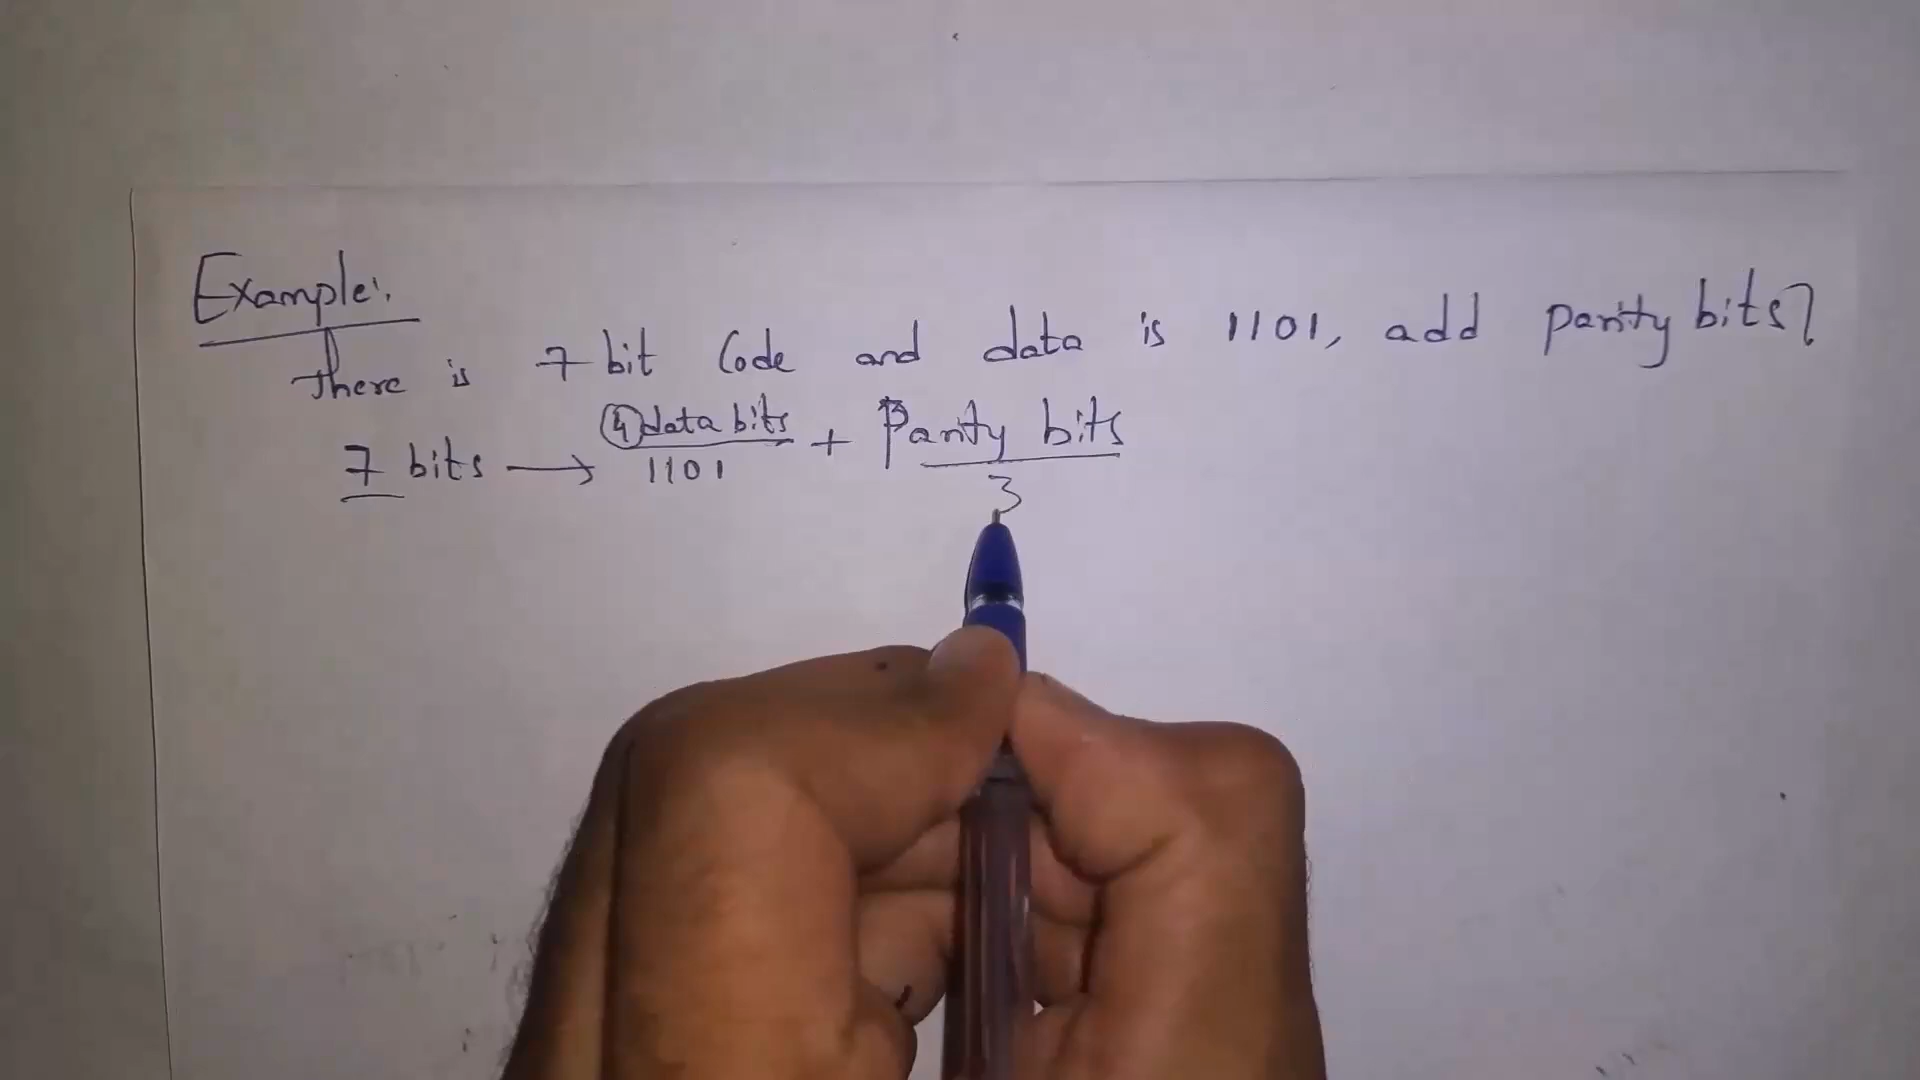 Example:
There is 7 bit Code and data is 1101, add parity bits?
7 bits → 4 data bits + Parity bits
1101 3